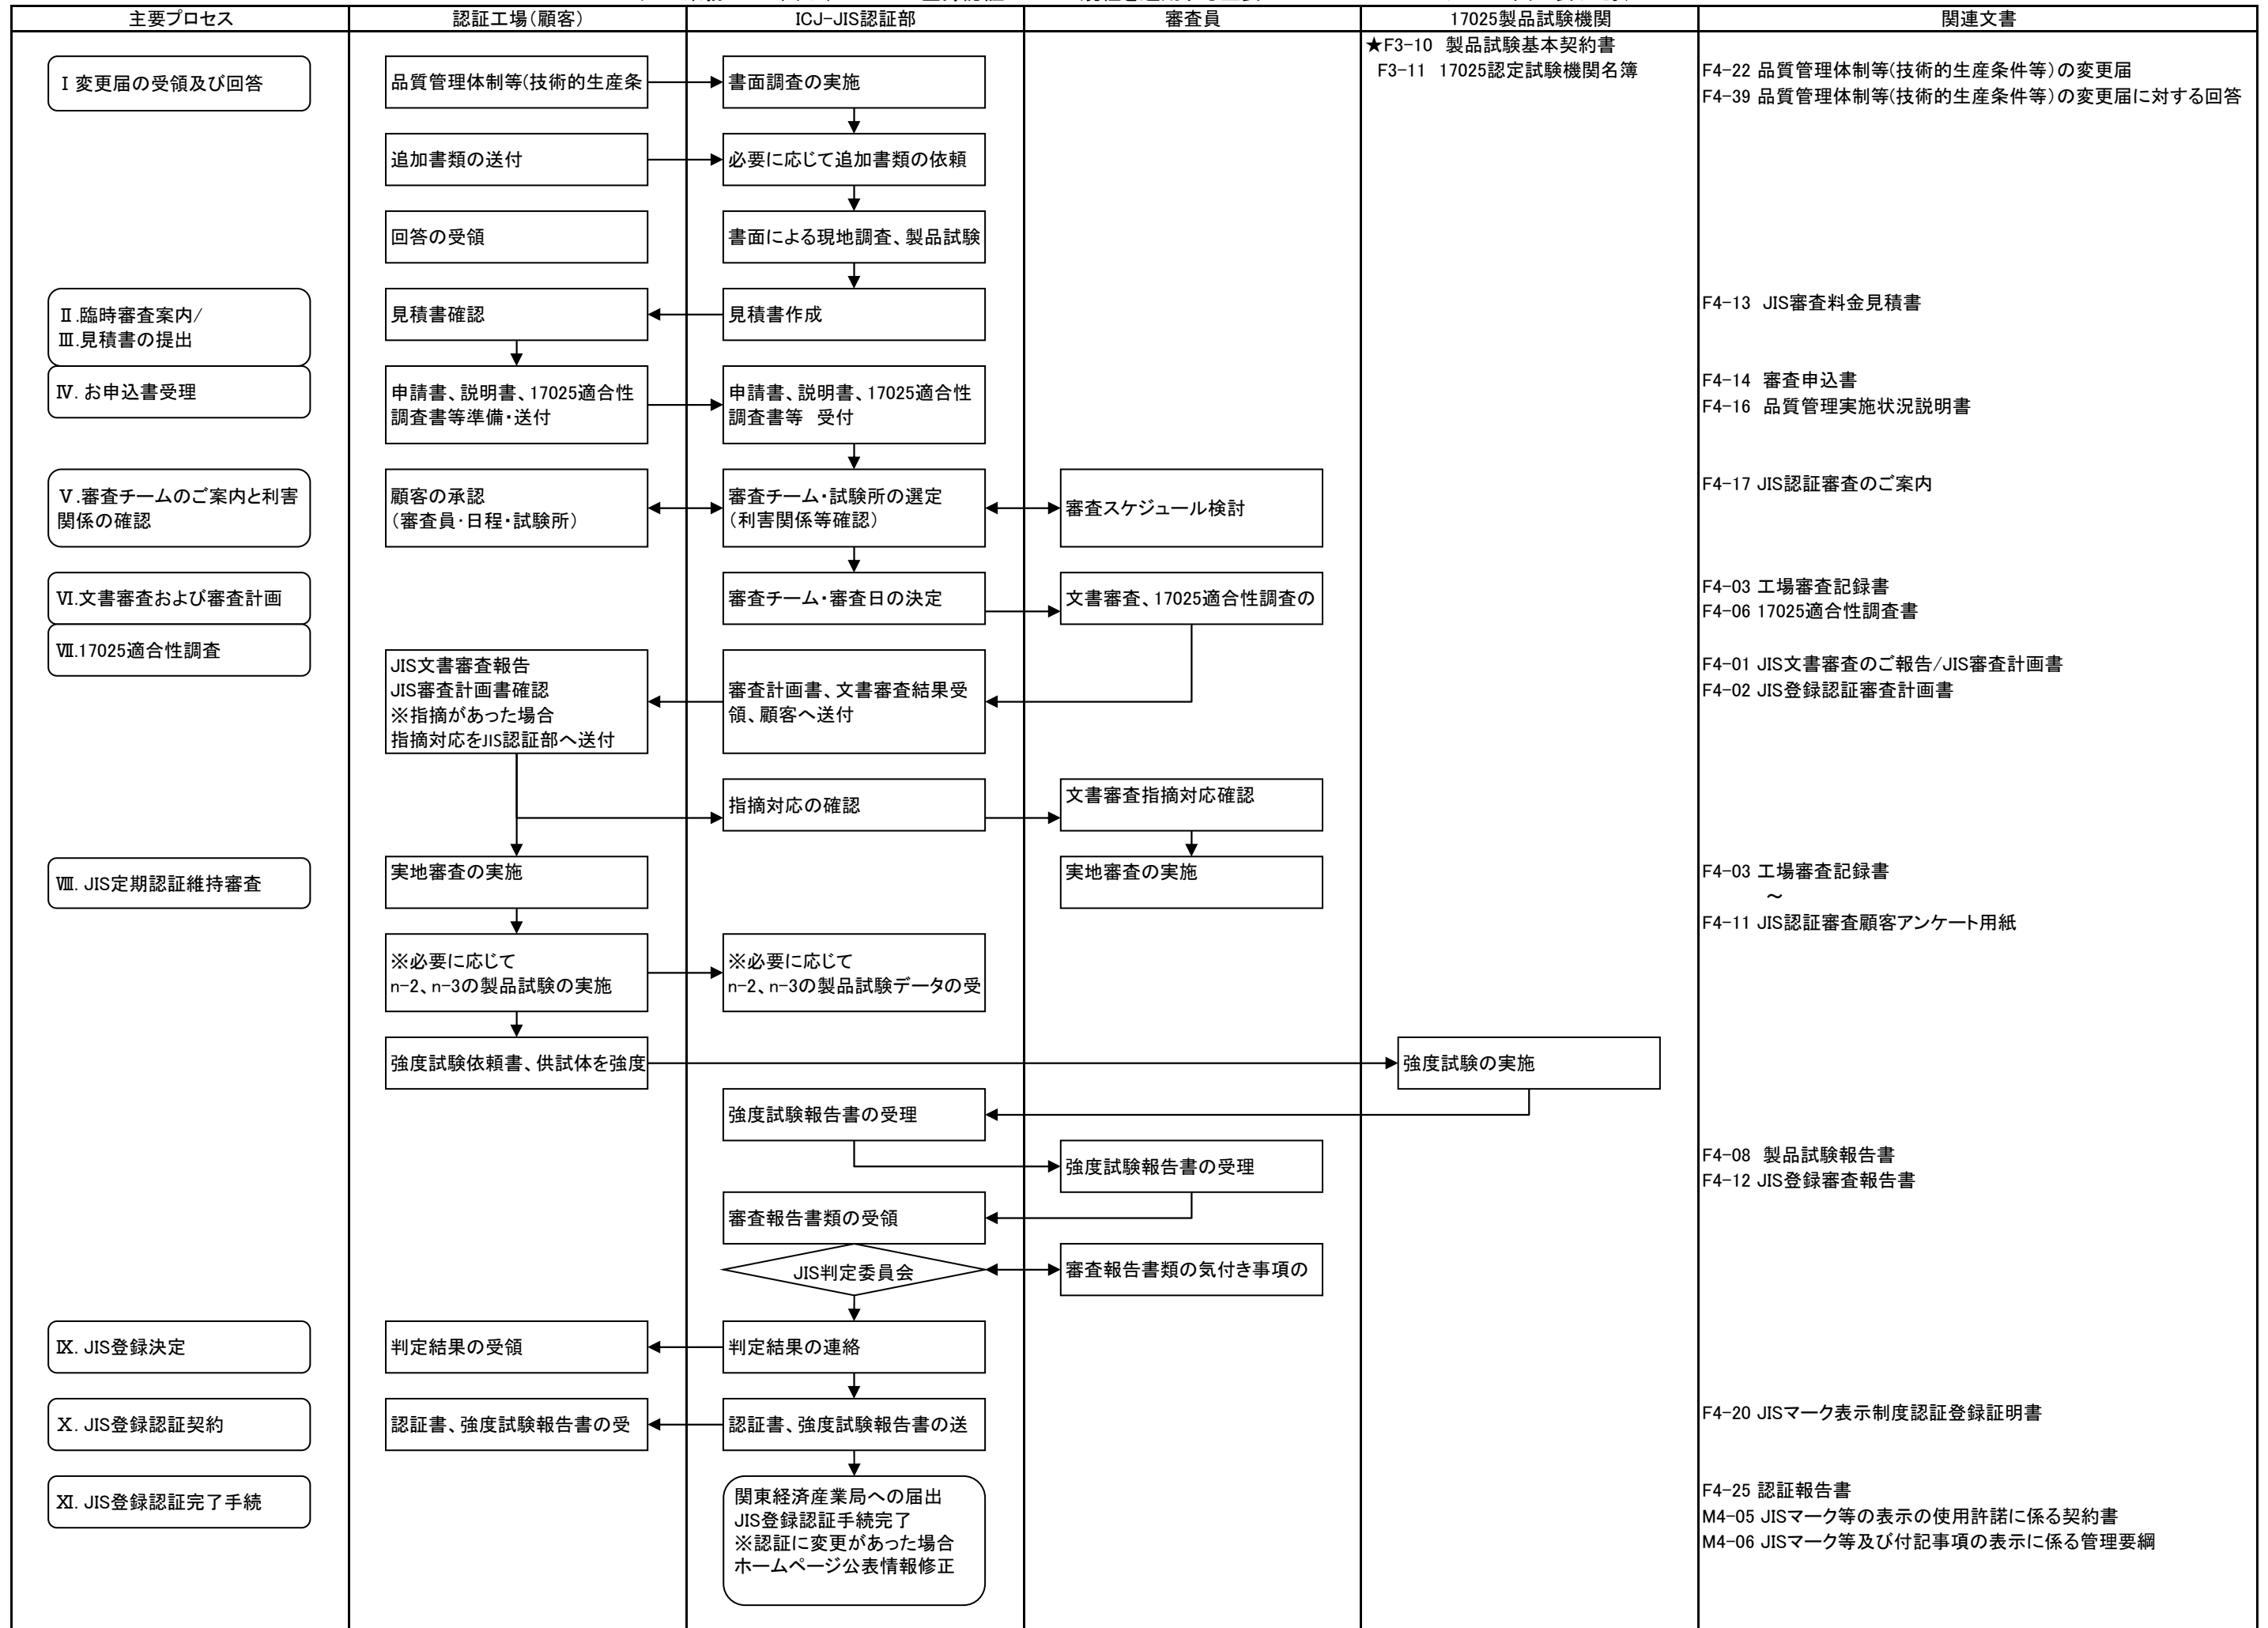 主要プロセス
認証工場（顧客）
ICJ-JIS認証部
審査員
17025製品試験機関
関連文書
★F3-10 製品試験基本契約書
F3-11 17025認定試験機関名簿
Ⅰ変更届の受領及び回答
品質管理体制等(技術的生産条
書面調査の実施
F4-22 品質管理体制等(技術的生産条件等）の変更届
F4-39 品質管理体制等(技術的生産条件等）の変更届に対する回答
追加書類の送付
必要に応じて追加書類の依頼
回答の受領
書面による現地調査、製品試験
Ⅱ.臨時審査案内/
Ⅲ.見積書の提出
見積書確認
見積書作成
F4-13 JIS審査料金見積書
Ⅳ. お申込書受理
申請書、説明書、17025適合性
調査書等準備・送付
申請書、説明書、17025適合性
調査書等　受付
F4-14 審査申込書
F4-16 品質管理実施状況説明書
Ⅴ.審査チームのご案内と利害
関係の確認
顧客の承認
（審査員・日程・試験所）
審査チーム・試験所の選定
（利害関係等確認）
審査スケジュール検討
F4-17 JIS認証審査のご案内
Ⅵ.文書審査および審査計画
審査チーム・審査日の決定
文書審査、17025適合性調査の
F4-03 工場審査記録書
F4-06 17025適合性調査書
Ⅶ.17025適合性調査
JIS文書審査報告
JIS審査計画書確認
※指摘があった場合
指摘対応をJIS認証部へ送付
審査計画書、文書審査結果受
領、顧客へ送付
F4-01 JIS文書審査のご報告/JIS審査計画書
F4-02 JIS登録認証審査計画書
指摘対応の確認
文書審査指摘対応確認
Ⅷ. JIS定期認証維持審査
実地審査の実施
実地審査の実施
F4-03 工場審査記録書
～
F4-11 JIS認証審査顧客アンケート用紙
※必要に応じて
n-2、n-3の製品試験の実施
※必要に応じて
n-2、n-3の製品試験データの受
強度試験依頼書、供試体を強度
強度試験の実施
強度試験報告書の受理
強度試験報告書の受理
F4-08 製品試験報告書
F4-12 JIS登録審査報告書
審査報告書類の受領
JIS判定委員会
審査報告書類の気付き事項の
Ⅸ. JIS登録決定
判定結果の受領
判定結果の連絡
Ⅹ. JIS登録認証契約
認証書、強度試験報告書の受
認証書、強度試験報告書の送
F4-20 JISマーク表示制度認証登録証明書
Ⅺ. JIS登録認証完了手続
関東経済産業局への届出
JIS登録認証手続完了
※認証に変更があった場合
ホームページ公表情報修正
F4-25 認証報告書
M4-05 JISマーク等の表示の使用許諾に係る契約書
M4-06 JISマーク等及び付記事項の表示に係る管理要綱